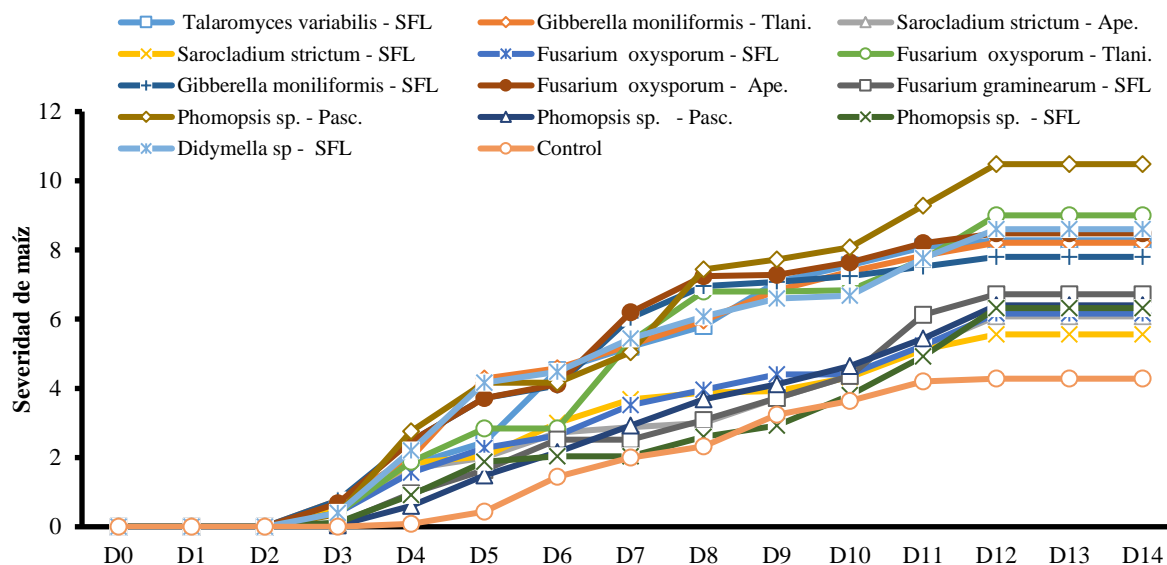 Talaromyces variabilis - SFL
Gibberella moniliformis - Tlani.
Sarocladium strictum - Ape.
Sarocladium strictum - SFL
Fusarium oxysporum - SFL
Fusarium oxysporum - Tlani.
Gibberella moniliformis - SFL
Fusarium oxysporum - Ape.
Fusarium graminearum - SFL
Phomopsis sp. - Pasc.
Phomopsis sp. - Pasc.
Phomopsis sp. - SFL
Didymella sp - SFL
Control
Severidad de maíz
12
10
8
6
4
2
0
D0 D1 D2 D3 D4 D5 D6 D7 D8 D9 D10 D11 D12 D13 D14